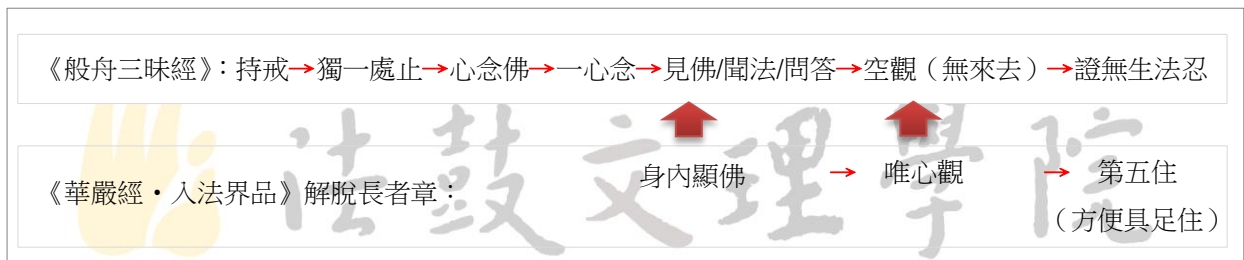 《般舟三昧經》：持戒→獨一處止→心念佛→一心念→見佛/聞法/問答→空觀（無來去）→證無生法忍
法鼓文理學院
身內顯佛 → 唯心觀 → 第五住
《華嚴經・入法界品》解脫長者章：
（方便具足住）